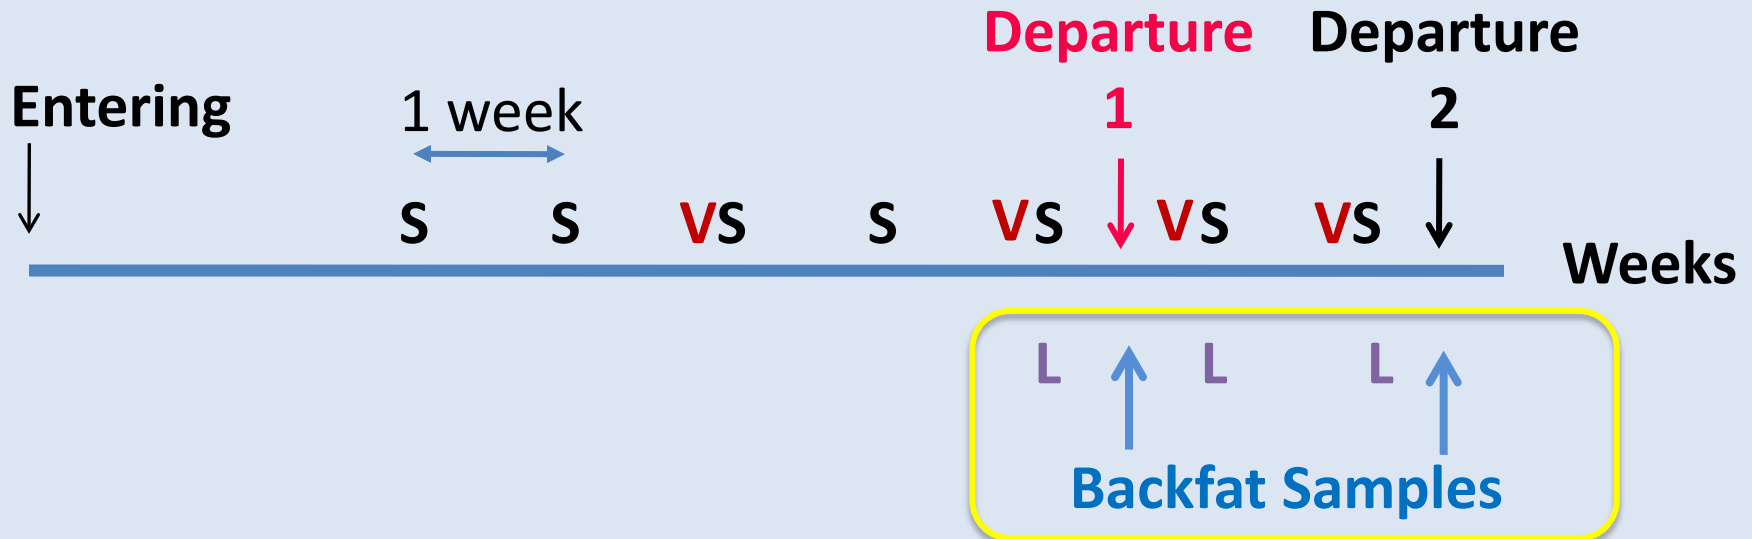 Departure Departure
Entering 1 week 1 2
S S VS S VS VS VS
Weeks
L L L
Backfat Samples